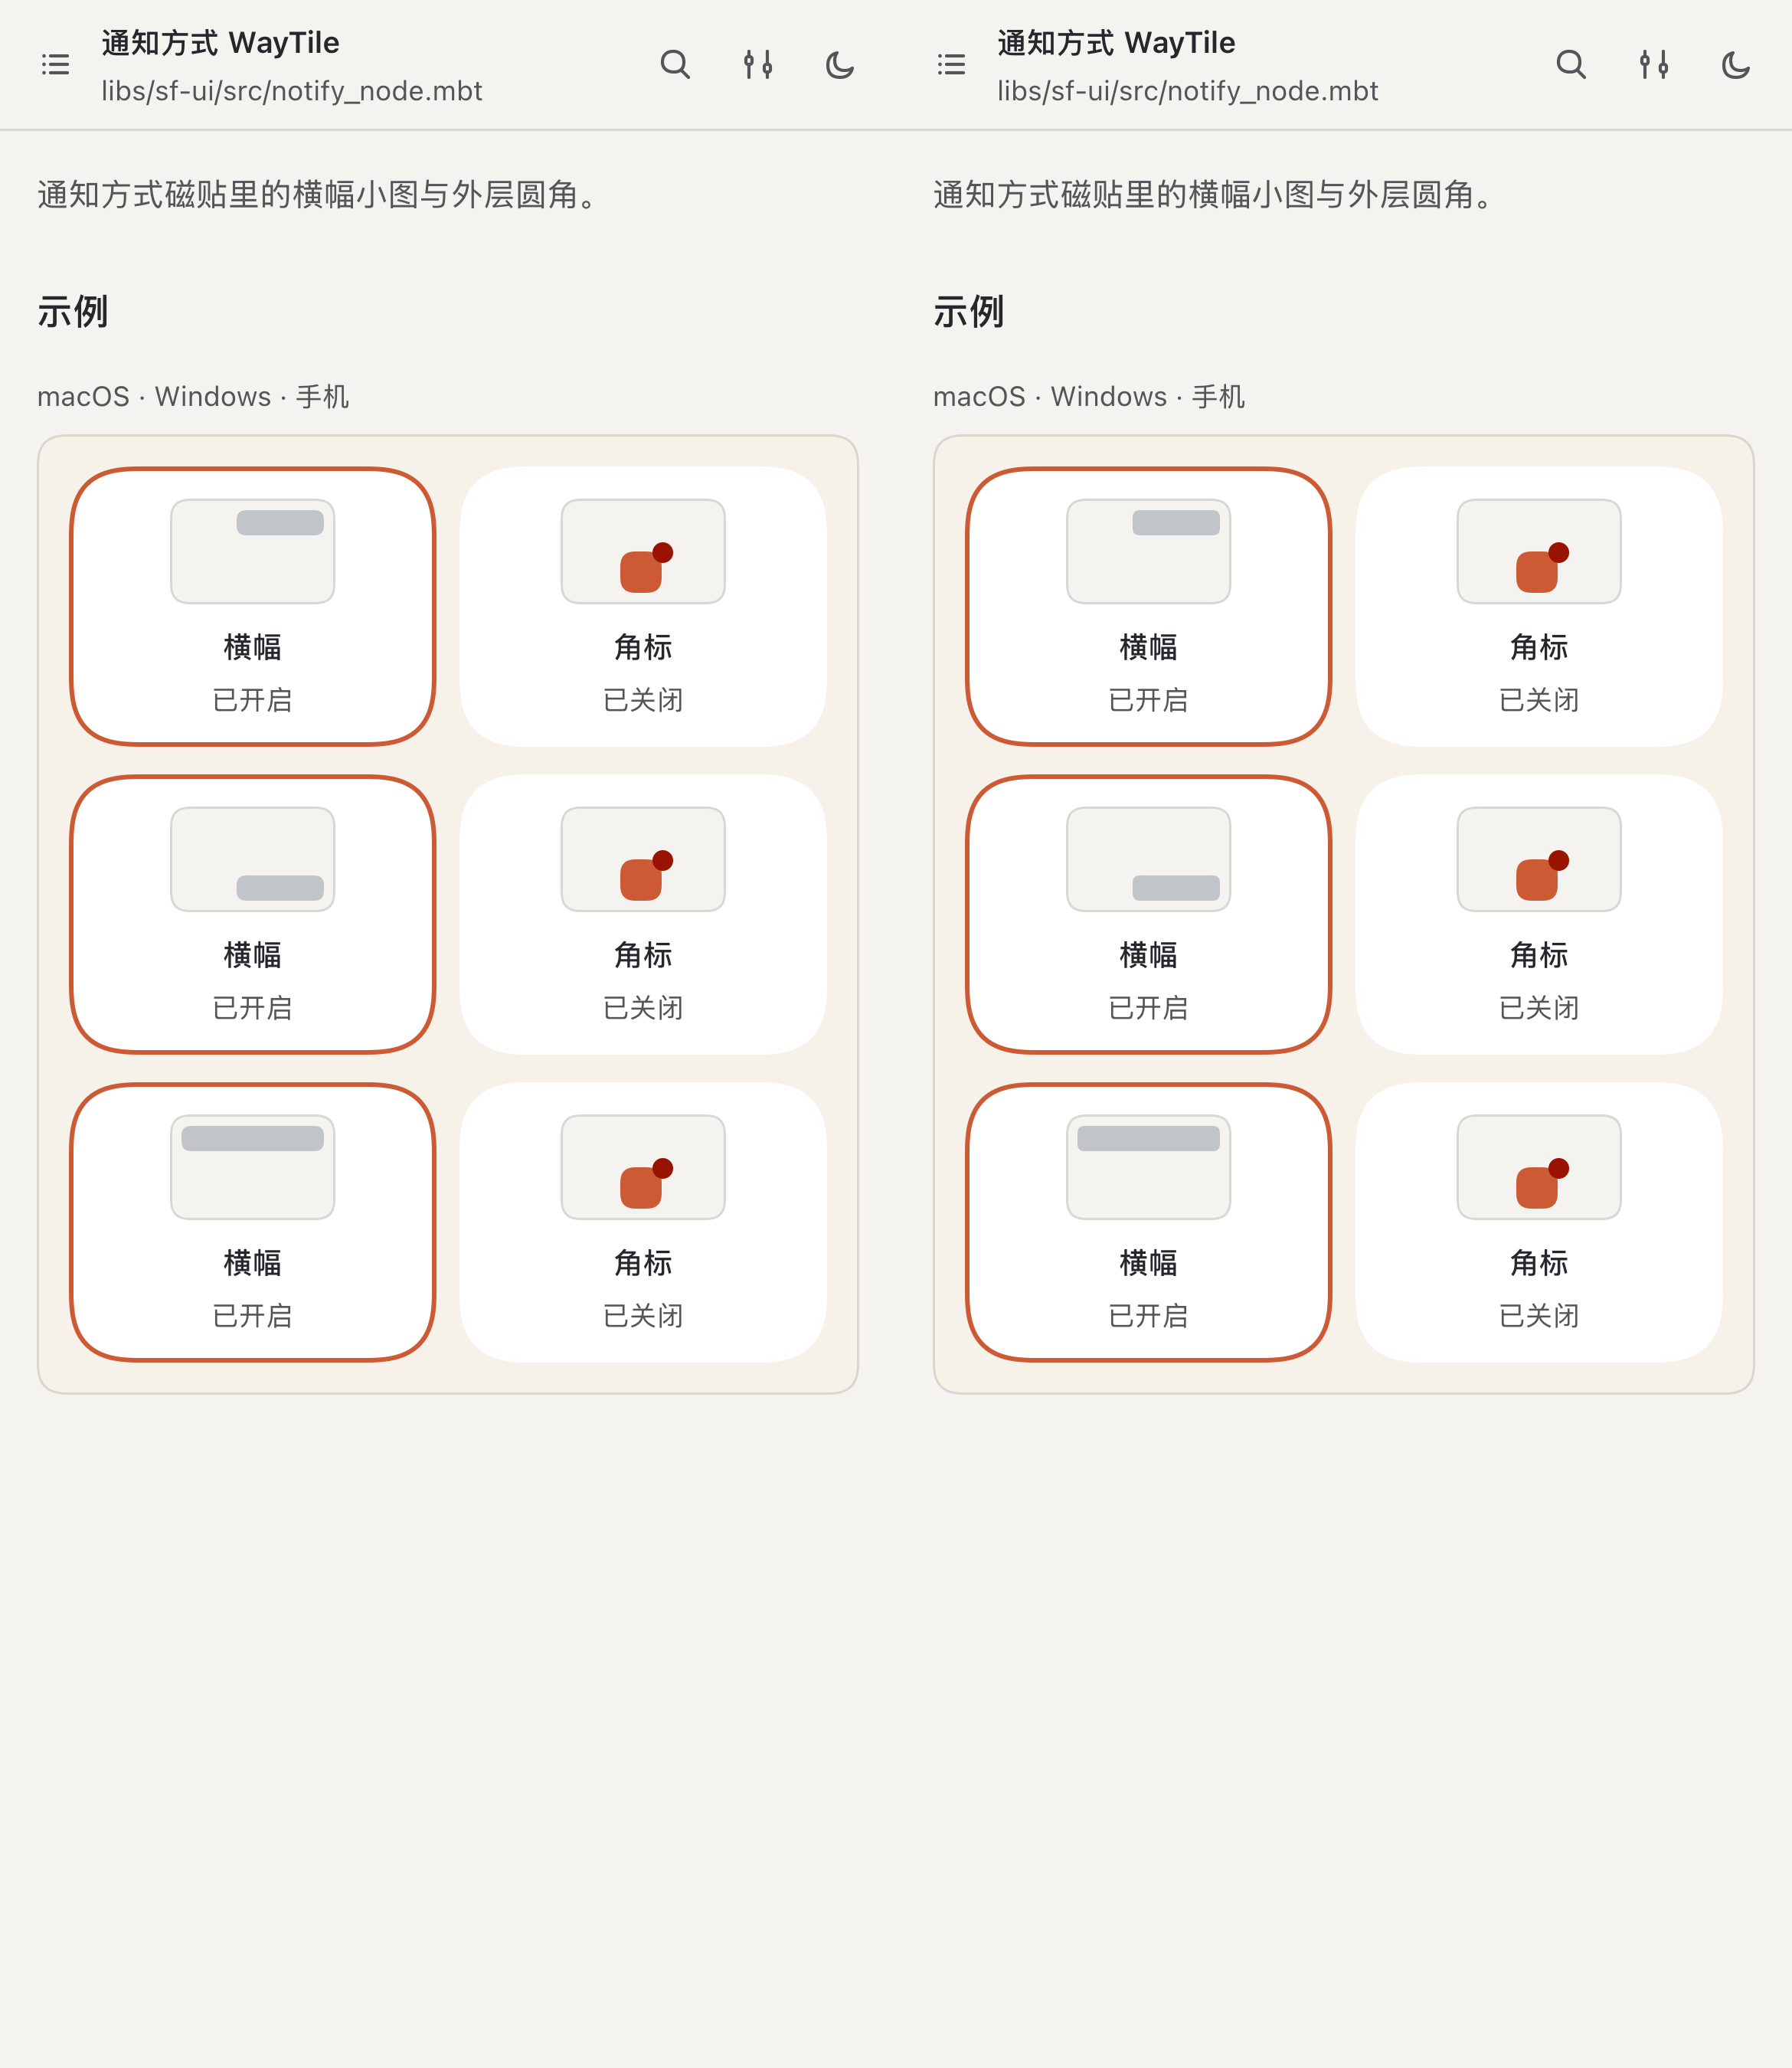 通知方式 WayTile
libs/sf-ui/src/notify_node.mbt
通知方式磁贴里的横幅小图与外层圆角。
示例
macOS · Windows · 手机
横幅
已开启
角标
已关闭
横幅
已开启
角标
已关闭
横幅
已开启
角标
已关闭
通知方式 WayTile
libs/sf-ui/src/notify_node.mbt
通知方式磁贴里的横幅小图与外层圆角。
示例
macOS · Windows · 手机
横幅
已开启
角标
已关闭
横幅
已开启
角标
已关闭
横幅
已开启
角标
已关闭